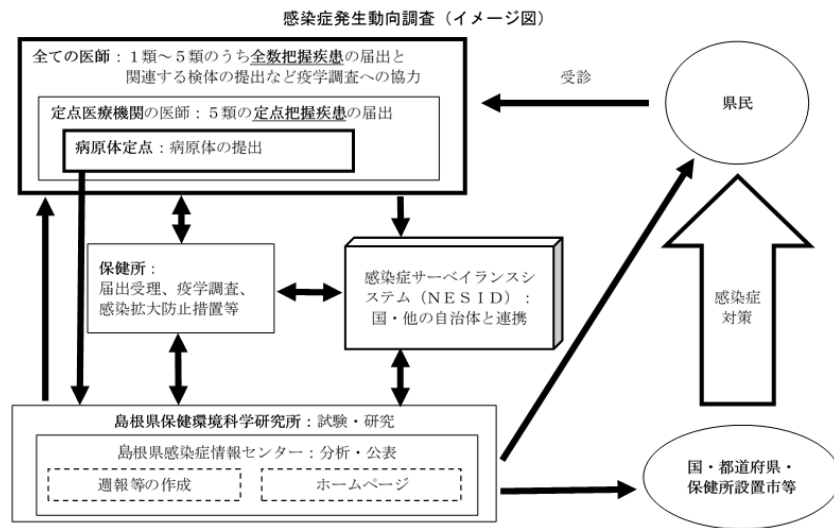 感染症発生動向調査（イメージ図）
全ての医師：１類～５類のうち全数把握疾患の届出と
関連する検体の提出など疫学調査への協力
定点医療機関の医師：５類の定点把握疾患の届出
病原体定点：病原体の提出
受診
県民
保健所：
届出受理、疫学調査、
感染拡大防止措置等
感染症サーベイランスシ
ステム（ＮＥＳＩＤ）：
国・他の自治体と連携
感染症
対策
島根県保健環境科学研究所：試験・研究
島根県感染症情報センター：分析・公表
週報等の作成
ホームページ
国・都道府県・
保健所設置市等